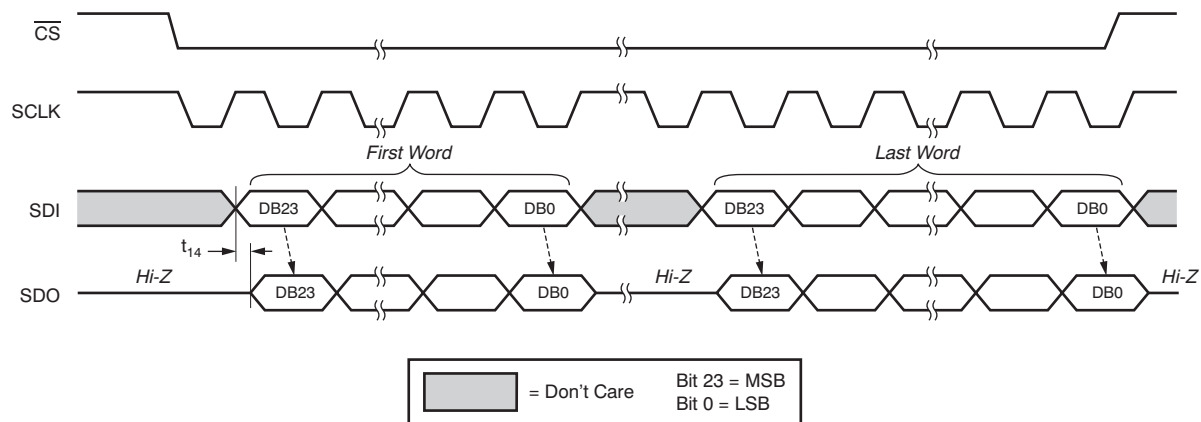 CS
SCLK
First Word
Last Word
SDI
DB23
DB0
DB23
DB0
t14
Hi-Z
Hi-Z
Hi-Z
SDO
DB23
DB0
DB23
DB0
= Don't Care
Bit 23 = MSB
Bit 0 = LSB